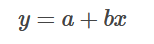 y = a + bx